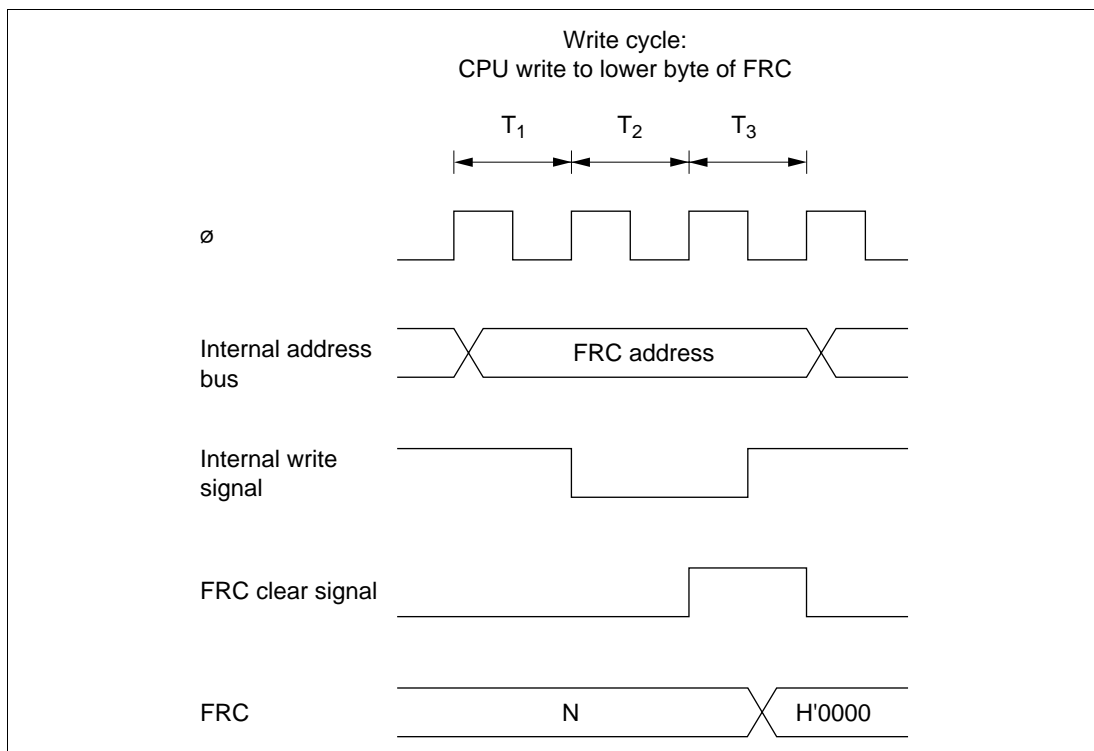 Write cycle:
CPU write to lower byte of FRC
T₁ T₂ T₃
ø
Internal address
bus
FRC address
Internal write
signal
FRC clear signal
FRC
N
H'0000